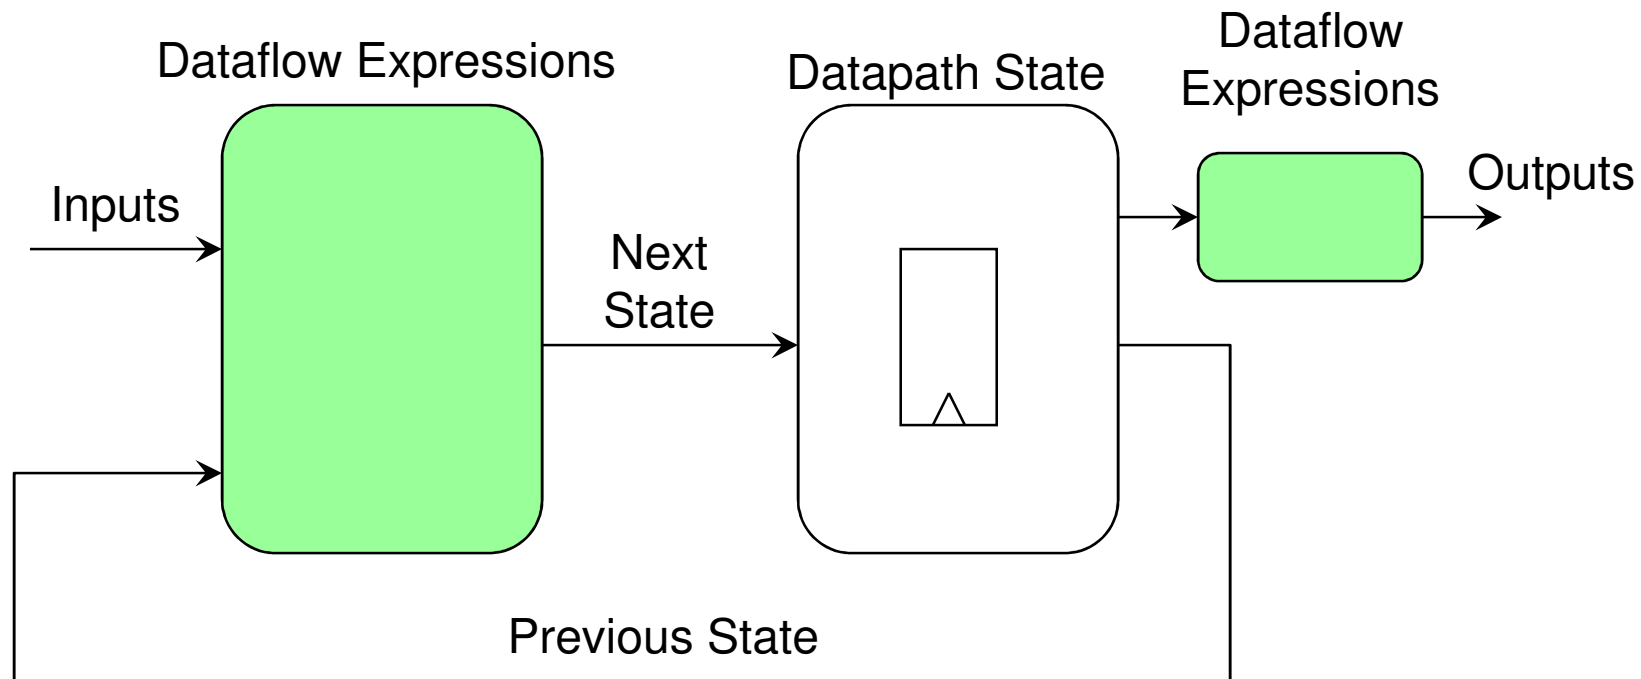 Dataflow Expressions
Datapath State
Dataflow
Expressions
Inputs
Outputs
Next
State
Previous State